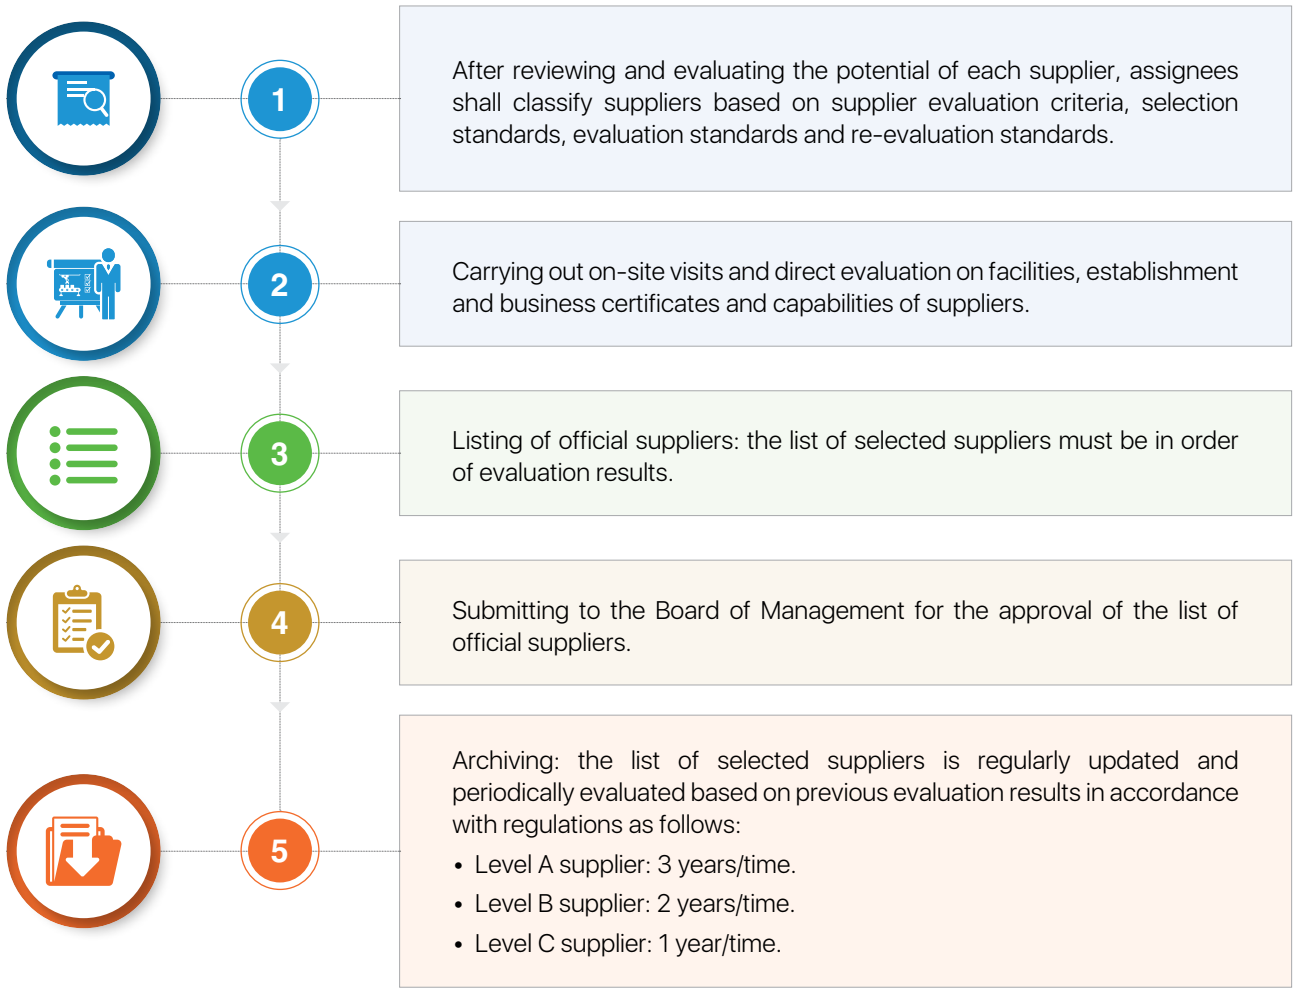 1
After reviewing and evaluating the potential of each supplier, assignees
shall classify suppliers based on supplier evaluation criteria, selection
standards, evaluation standards and re-evaluation standards.
2
Carrying out on-site visits and direct evaluation on facilities, establishment
and business certificates and capabilities of suppliers.
3
Listing of official suppliers: the list of selected suppliers must be in order
of evaluation results.
4
Submitting to the Board of Management for the approval of the list of
official suppliers.
5
Archiving: the list of selected suppliers is regularly updated and
periodically evaluated based on previous evaluation results in accordance
with regulations as follows:
• Level A supplier: 3 years/time.
• Level B supplier: 2 years/time.
• Level C supplier: 1 year/time.